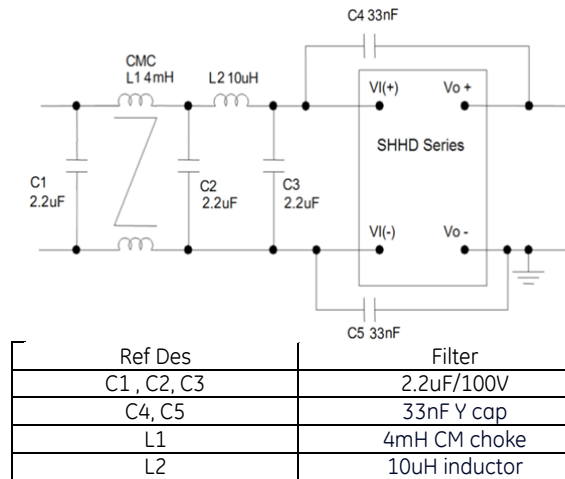 C4 33nF
CMC
L1 4mH
L2 10uH
VI(+)
Vo +
SHHD Series
C1
2.2uF
C2
2.2uF
C3
2.2uF
VI(-)
Vo -
C5 33nF
Ref Des Filter
C1 , C2, C3 2.2uF/100V
C4, C5 33nF Y cap
L1 4mH CM choke
L2 10uH inductor